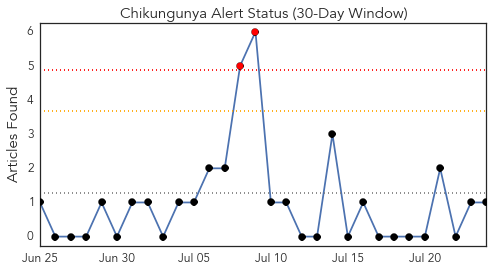 Chikungunya Alert Status (30-Day Window)
Articles Found
6
5
4
3
2
1
0
Jun 25
Jun 30
Jul 05
Jul 10
Jul 15
Jul 20